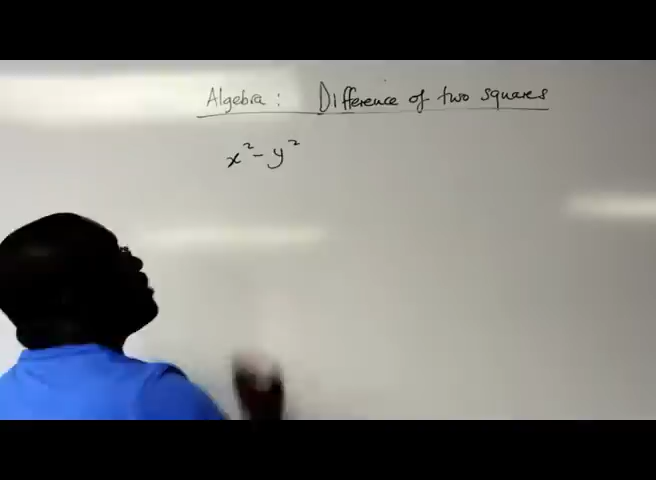 Algebra: Difference of two squares
x² - y²